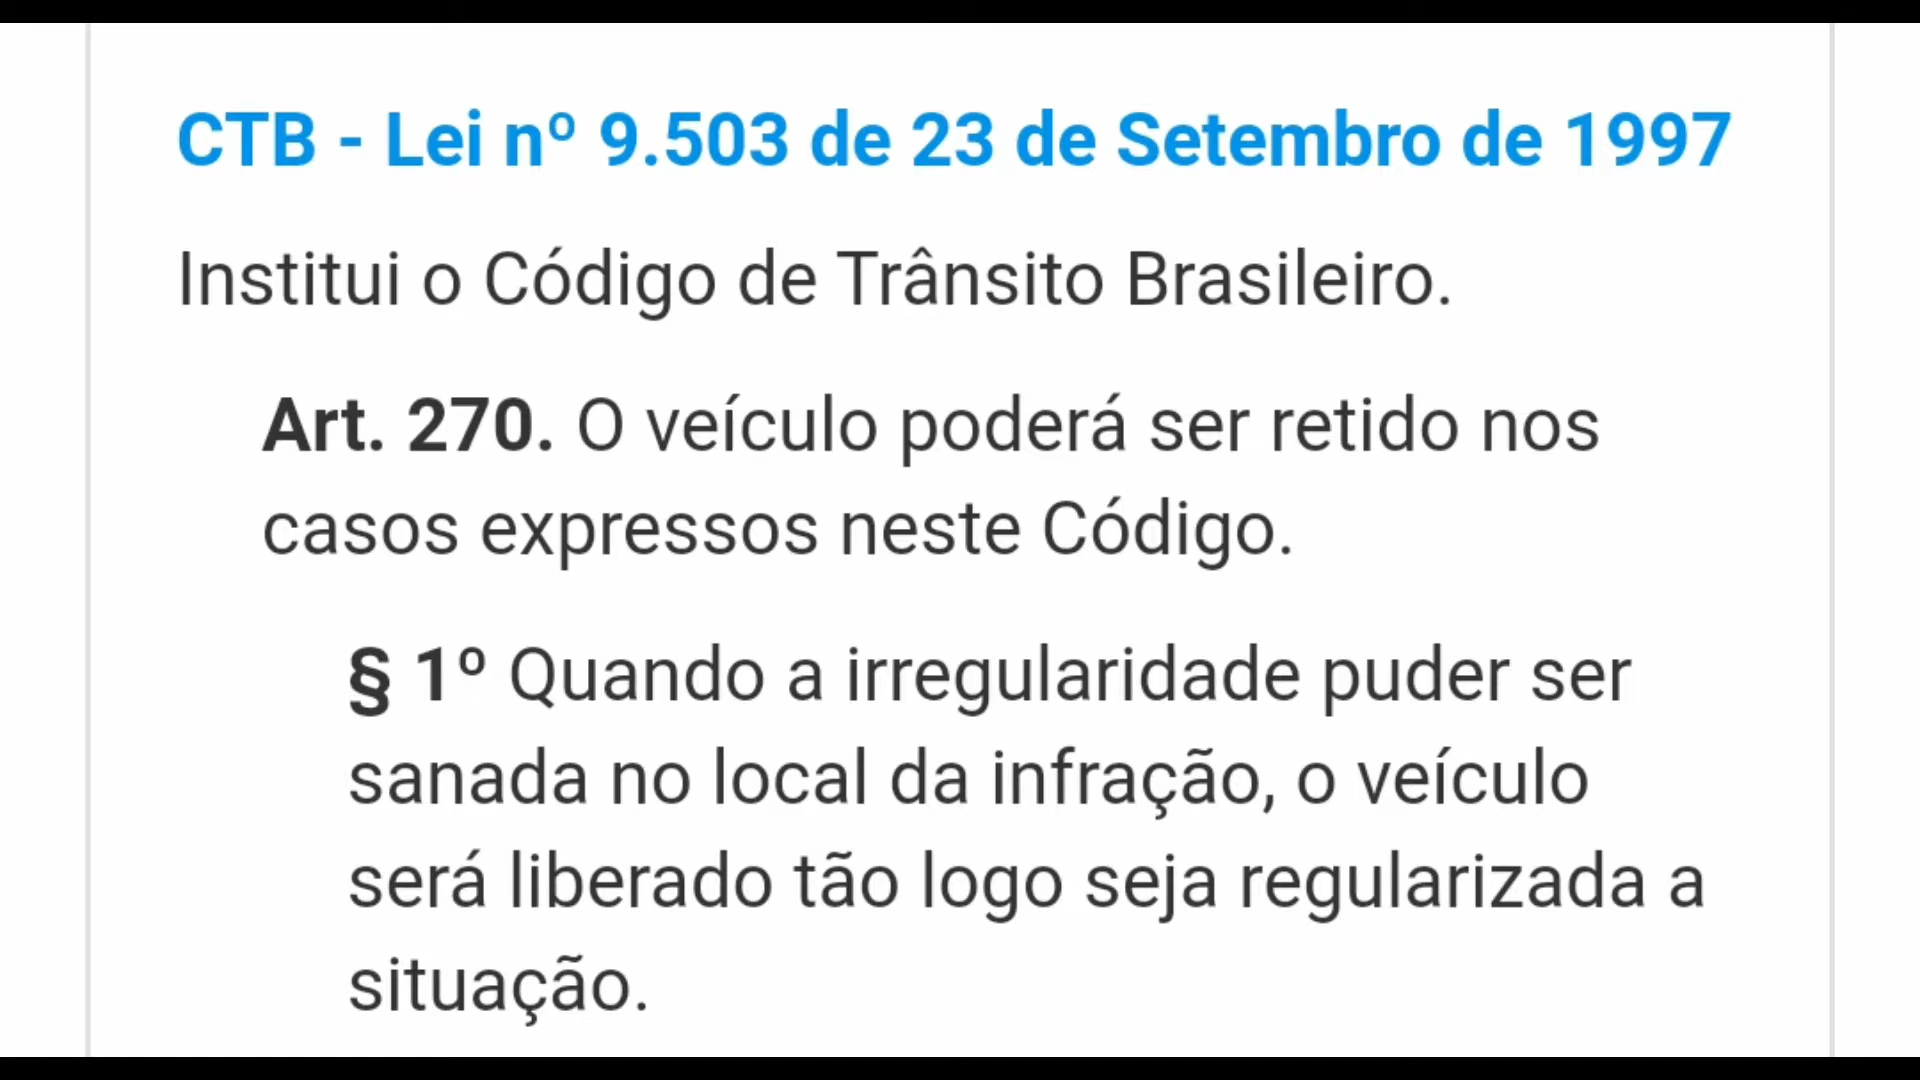 CTB - Lei nº 9.503 de 23 de Setembro de 1997
Institui o Código de Trânsito Brasileiro.
Art. 270. O veículo poderá ser retido nos
casos expressos neste Código.
§ 1º Quando a irregularidade puder ser
sanada no local da infração, o veículo
será liberado tão logo seja regularizada a
situação.